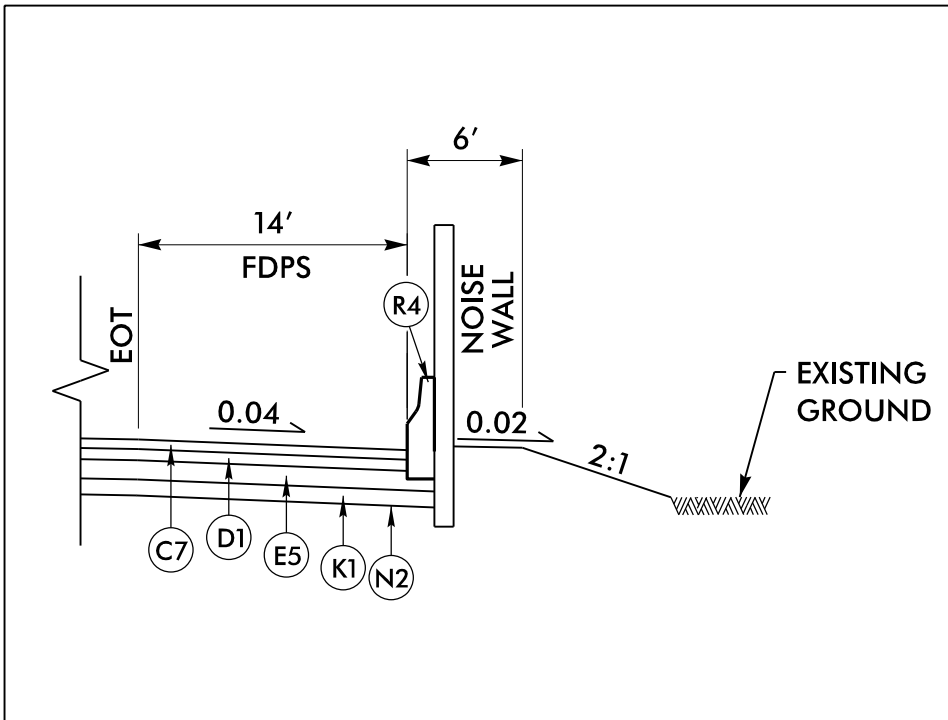 6'
14'
FDPS
EOT
R4
NOISE
WALL
EXISTING
GROUND
0.04
0.02
2:1
C7
D1
E5
K1
N2